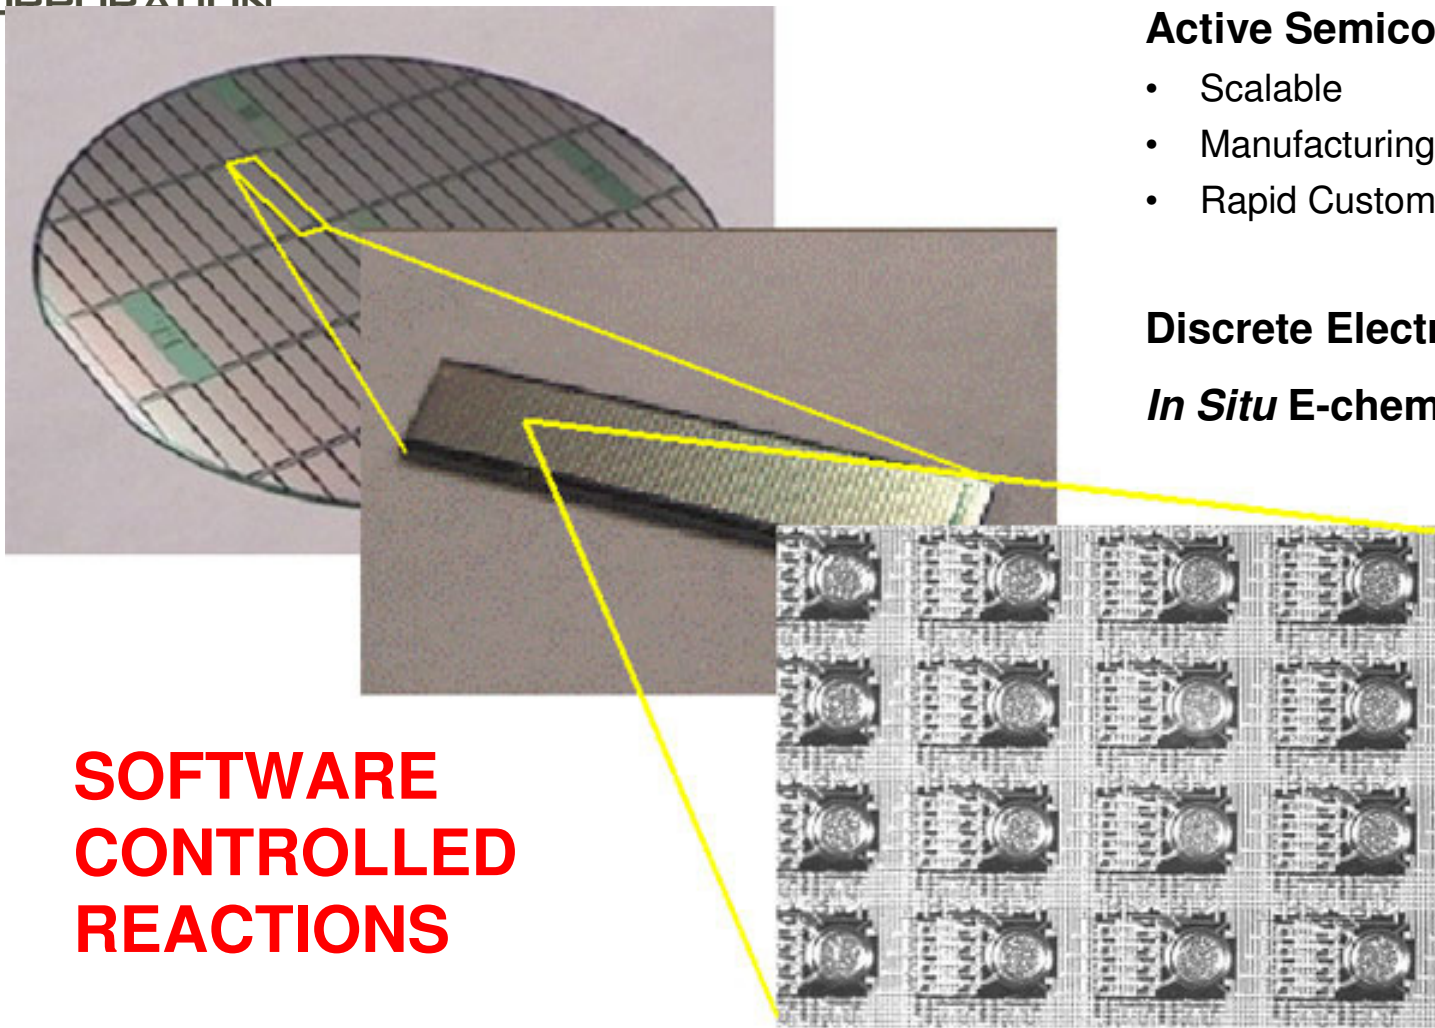 Active Semico
• Scalable
• Manufacturing
• Rapid Custom
Discrete Electr
In Situ E-chem
SOFTWARE
CONTROLLED
REACTIONS